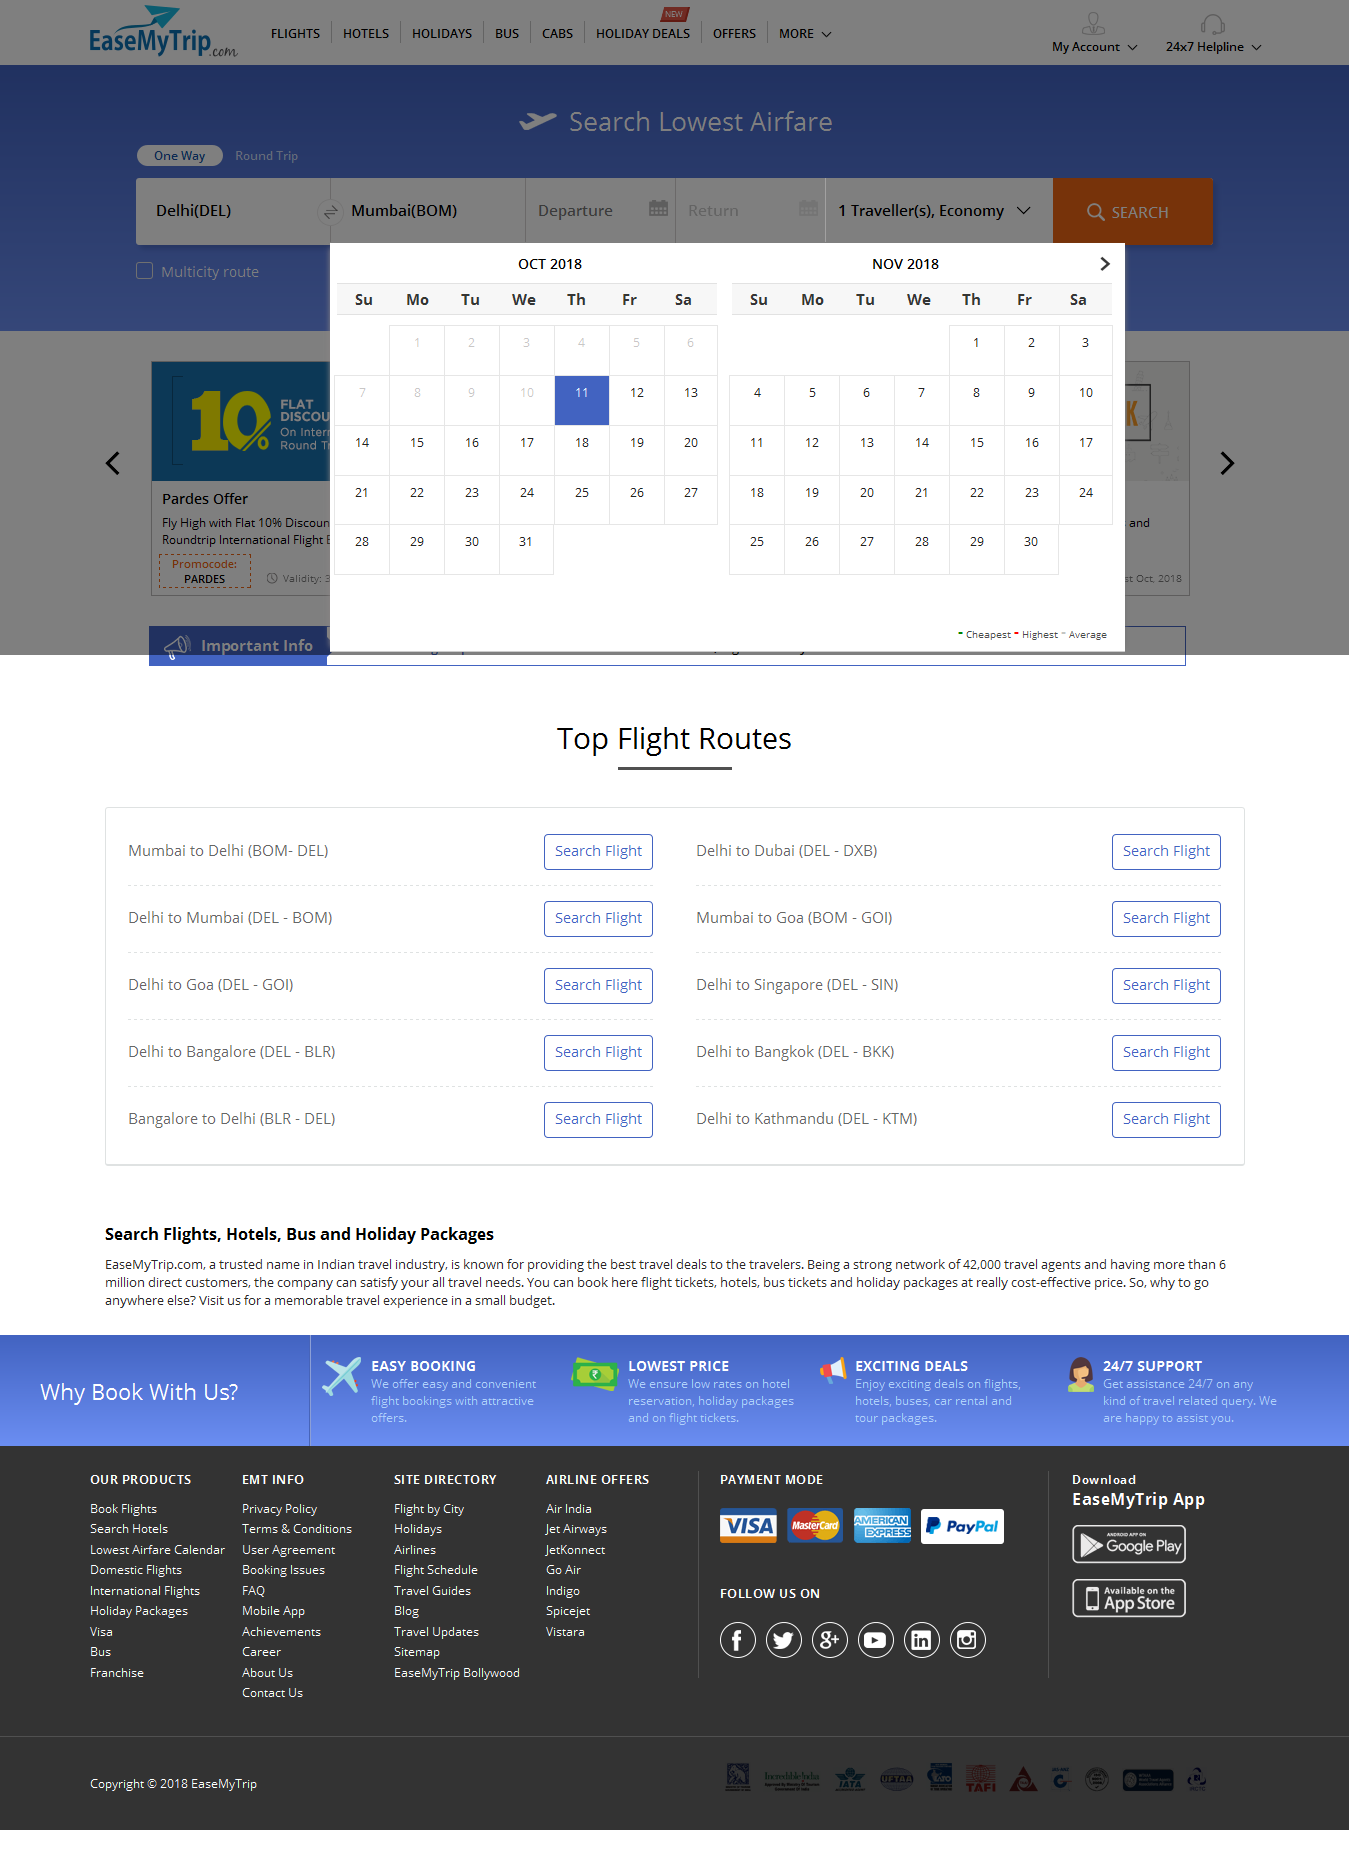 EaseMyTrip.com
FLIGHTS
HOTELS
HOLIDAYS
BUS
CABS
HOLIDAY DEALS
NEW
OFFERS
MORE
My Account
24x7 Helpline
Search Lowest Airfare
One Way
Round Trip
Delhi(DEL)
Mumbai(BOM)
Departure
Return
1 Traveller(s), Economy
SEARCH
Multicity route
OCT 2018
Su Mo Tu We Th Fr Sa
1 2 3 4 5 6
7 8 9 10 11 12 13
14 15 16 17 18 19 20
21 22 23 24 25 26 27
28 29 30 31
NOV 2018
Su Mo Tu We Th Fr Sa
1 2 3
4 5 6 7 8 9 10
11 12 13 14 15 16 17
18 19 20 21 22 23 24
25 26 27 28 29 30
Cheapest Highest Average
10%
FLAT
DISCOU
On Intern
Round T
Pardes Offer
Fly High with Flat 10% Discoun
Roundtrip International Flight
Promocode:
PARDES
Validity:
K
and
st Oct, 2018
Important Info
Top Flight Routes
Mumbai to Delhi (BOM- DEL) Search Flight
Delhi to Dubai (DEL - DXB) Search Flight
Delhi to Mumbai (DEL - BOM) Search Flight
Mumbai to Goa (BOM - GOI) Search Flight
Delhi to Goa (DEL - GOI) Search Flight
Delhi to Singapore (DEL - SIN) Search Flight
Delhi to Bangalore (DEL - BLR) Search Flight
Delhi to Bangkok (DEL - BKK) Search Flight
Bangalore to Delhi (BLR - DEL) Search Flight
Delhi to Kathmandu (DEL - KTM) Search Flight
Search Flights, Hotels, Bus and Holiday Packages
EaseMyTrip.com, a trusted name in Indian travel industry, is known for providing the best travel deals to the travelers. Being a strong network of 42,000 travel agents and having more than 6
million direct customers, the company can satisfy your all travel needs. You can book here flight tickets, hotels, bus tickets and holiday packages at really cost-effective price. So, why to go
anywhere else? Visit us for a memorable travel experience in a small budget.
Why Book With Us?
EASY BOOKING
We offer easy and convenient
flight bookings with attractive
offers.
LOWEST PRICE
We ensure low rates on hotel
reservation, holiday packages
and on flight tickets.
EXCITING DEALS
Enjoy exciting deals on flights,
hotels, buses, car rental and
tour packages.
24/7 SUPPORT
Get assistance 24/7 on any
kind of travel related query. We
are happy to assist you.
OUR PRODUCTS
Book Flights
Search Hotels
Lowest Airfare Calendar
Domestic Flights
International Flights
Holiday Packages
Visa
Bus
Franchise
EMT INFO
Privacy Policy
Terms & Conditions
User Agreement
Booking Issues
FAQ
Mobile App
Achievements
Career
About Us
Contact Us
SITE DIRECTORY
Flight by City
Holidays
Airlines
Flight Schedule
Travel Guides
Blog
Travel Updates
Sitemap
EaseMyTrip Bollywood
AIRLINE OFFERS
Air India
Jet Airways
JetKonnect
Go Air
Indigo
Spicejet
Vistara
PAYMENT MODE
VISA
MasterCard
AMERICAN EXPRESS
PayPal
FOLLOW US ON
Download
EaseMyTrip App
ANDROID APP ON
Google Play
Available on the
App Store
Copyright © 2018 EaseMyTrip
Incredible India
IATA
UFTAA
IATO
TAFI